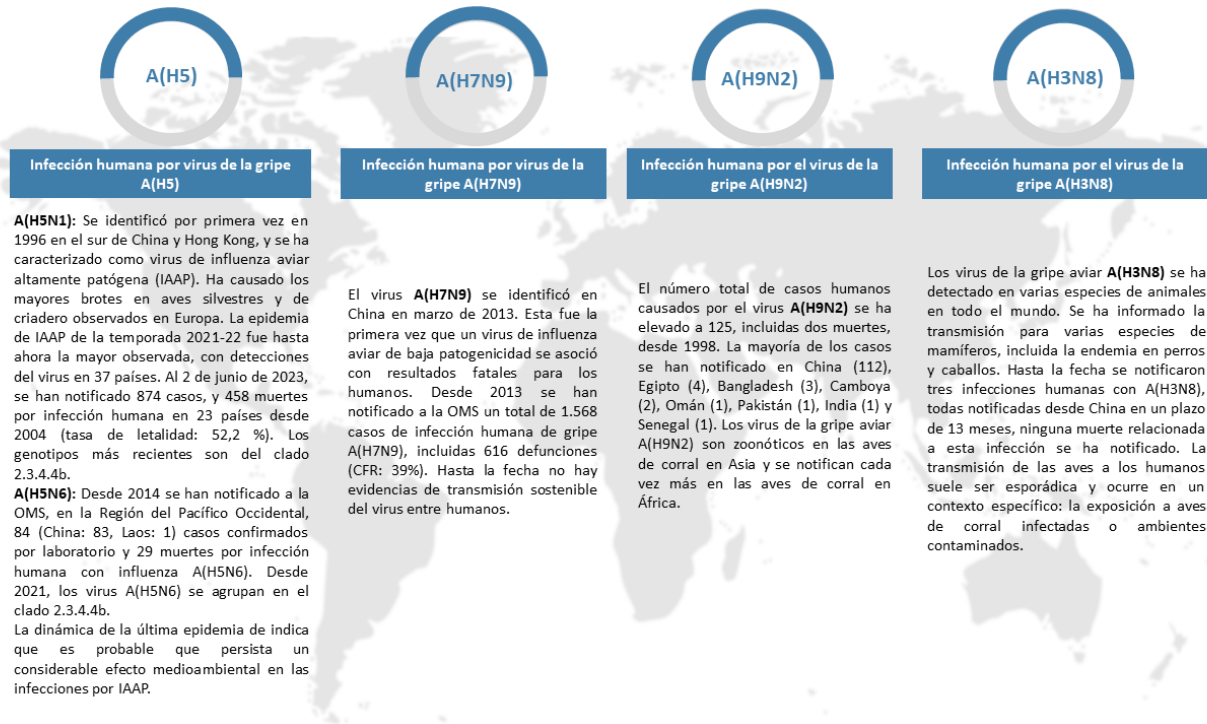 A(H5)
Infección humana por virus de la gripe
A(H5)
A(H5N1): Se identificó por primera vez en
1996 en el sur de China y Hong Kong, y se ha
caracterizado como virus de influenza aviar
altamente patógena (IAAP). Ha causado los
mayores brotes en aves silvestres y de
criadero observados en Europa. La epidemia
de IAAP de la temporada 2021-22 fue hasta
ahora la mayor observada, con detecciones
del virus en 37 países. Al 2 de junio de 2023,
se han notificado 874 casos, y 458 muertes
por infección humana en 23 países desde
2004 (tasa de letalidad: 52,2 %). Los
genotipos más recientes son del clado
2.3.4.4b.
A(H5N6): Desde 2014 se han notificado a la
OMS, en la Región del Pacífico Occidental,
84 (China: 83, Laos: 1) casos confirmados
por laboratorio y 29 muertes por infección
humana con influenza A(H5N6). Desde
2021, los virus A(H5N6) se agrupan en el
clado 2.3.4.4b.
La dinámica de la última epidemia de indica
que es probable que persista un
considerable efecto medioambiental en las
infecciones por IAAP.
A(H7N9)
Infección humana por virus de la
gripe A(H7N9)
El virus A(H7N9) se identificó en
China en marzo de 2013. Esta fue la
primera vez que un virus de influenza
aviar de baja patogenicidad se asoció
con resultados fatales para los
humanos. Desde 2013 se han
notificado a la OMS un total de 1.568
casos de infección humana de gripe
A(H7N9), incluidas 616 defunciones
(CFR: 39%). Hasta la fecha no hay
evidencias de transmisión sostenible
del virus entre humanos.
A(H9N2)
Infección humana por el virus de la
gripe A(H9N2)
El número total de casos humanos
causados por el virus A(H9N2) se ha
elevado a 125, incluidas dos muertes,
desde 1998. La mayoría de los casos
se han notificado en China (112),
Egipto (4), Bangladesh (3), Camboya
(2), Omán (1), Pakistán (1), India (1) y
Senegal (1). Los virus de la gripe aviar
A(H9N2) son zoonóticos en las aves
de corral en Asia y se notifican cada
vez más en las aves de corral en
África.
A(H3N8)
Infección humana por el virus de la
gripe A(H3N8)
Los virus de la gripe aviar A(H3N8) se ha
detectado en varias especies de animales
en todo el mundo. Se ha informado la
transmisión para varias especies de
mamíferos, incluida la endemia en perros
y caballos. Hasta la fecha se notificaron
tres infecciones humanas con A(H3N8),
todas notificadas desde China en un plazo
de 13 meses, ninguna muerte relacionada
a esta infección se ha notificado. La
transmisión de las aves a los humanos
suele ser esporádica y ocurre en un
contexto específico: la exposición a aves
de corral infectadas o ambientes
contaminados.